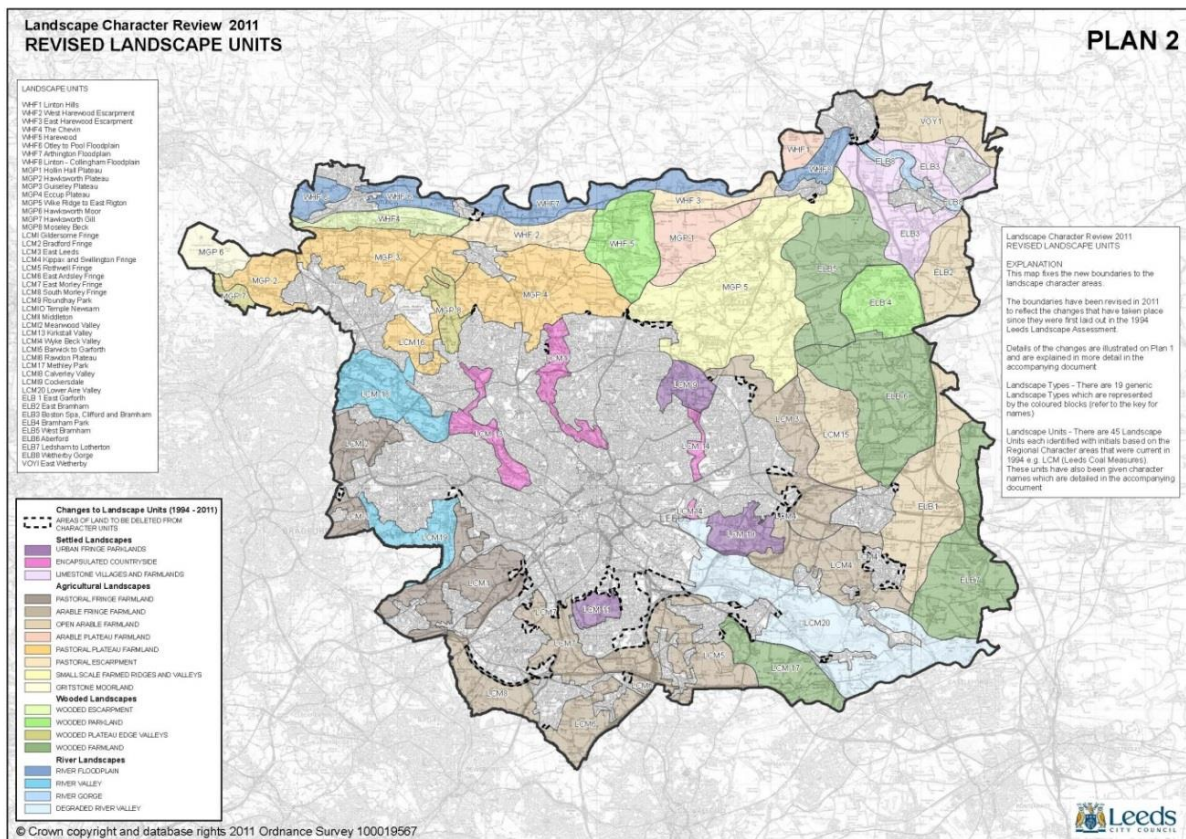 Landscape Character Review 2011
REVISED LANDSCAPE UNITS
PLAN 2
LANDSCAPE UNITS
WHF1 Linton Hills
WHF2 West Harewood Escarpment
WHF3 East Harewood Escarpment
WHF4 The Chevin
WHF5 Harewood
WHF6 Otley to Pool Floodplain
WHF7 Arthington Floodplain
WHF8 Linton - Collingham Floodplain
MGP1 Hollin Hall Plateau
MGP2 Hawksworth Plateau
MGP3 Guiseley Plateau
MGP4 Eccup Plateau
MGP5 Wike Ridge to East Rigton
MGP6 Hawksworth Moor
MGP7 Hawksworth Gill
MGP8 Moseley Beck
LCM1 Gildersome Fringe
LCM2 Bradford Fringe
LCM3 East Leeds
LCM4 Kippax and Swillington Fringe
LCM5 Rothwell Fringe
LCM6 East Ardsley Fringe
LCM7 East Morley Fringe
LCM8 South Morley Fringe
LCM9 Roundhay Park
LCM10 Temple Newsam
LCM11 Middleton
LCM12 Meanwood Valley
LCM13 Kirkstall Valley
LCM14 Wyke Beck Valley
LCM15 Barwick to Garforth
LCM16 Rawdon Plateau
LCM17 Methley Park
LCM18 Calverley Valley
LCM19 Cockersdale
LCM20 Lower Aire Valley
ELB 1 East Garforth
ELB2 East Bramham
ELB3 Boston Spa, Clifford and Bramham
ELB4 Bramham Park
ELB5 West Bramham
ELB6 Aberford
ELB7 Ledsham to Lotherton
ELB8 Wetherby Gorge
VOY1 East Wetherby
VOY1
WHF1
ELB3
WHF7
WHF4
WHF 3
WHF 2
WHF 5
MGP 1
ELB3
MGP 6
MGP 3
MGP 2
MGP 4
MGP 5
ELB2
ELB 4
LCM16
LCM 3
LCM15
ELB 1
LCM4
ELB7
LCM20
LCM5
LCM 17
Landscape Character Review 2011
REVISED LANDSCAPE UNITS
EXPLANATION
This map fixes the new boundaries to the
landscape character areas.
The boundaries have been revised in 2011
to reflect the changes that have taken place
since they were first laid out in the 1994
Leeds Landscape Assessment.
Details of the changes are illustrated on Plan 1
and are explained in more detail in the
accompanying document
Landscape Types - There are 19 generic
Landscape Types which are represented
by the coloured blocks (refer to the key for
names)
Landscape Units - There are 45 Landscape
Units each identified with initials based on the
Regional Character areas that were current in
1994 e.g. LCM (Leeds Coal Measures).
These units have also been given character
names which are detailed in the accompanying
document
Changes to Landscape Units (1994 - 2011)
AREAS OF LAND TO BE DELETED FROM
CHARACTER UNITS
Settled Landscapes
URBAN FRINGE PARKLANDS
ENCAPSULATED COUNTRYSIDE
LIMESTONE VILLAGES AND FARMLANDS
Agricultural Landscapes
PASTORAL FRINGE FARMLAND
ARABLE FRINGE FARMLAND
OPEN ARABLE FARMLAND
ARABLE PLATEAU FARMLAND
PASTORAL PLATEAU FARMLAND
PASTORAL ESCARPMENT
SMALL SCALE FARMED RIDGES AND VALLEYS
GRITSTONE MOORLAND
Wooded Landscapes
WOODED ESCARPMENT
WOODED PARKLAND
WOODED PLATEAU EDGE VALLEYS
WOODED FARMLAND
River Landscapes
RIVER FLOODPLAIN
RIVER VALLEY
RIVER GORGE
DEGRADED RIVER VALLEY
© Crown copyright and database rights 2011 Ordnance Survey 100019567
Leeds
CITY COUNCIL